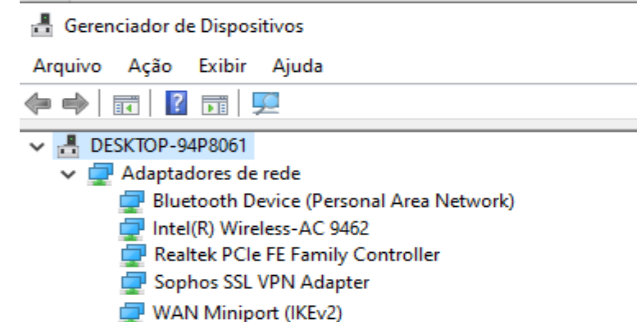 Gerenciador de Dispositivos
Arquivo Ação Exibir Ajuda
DESKTOP-94P8061
Adaptadores de rede
Bluetooth Device (Personal Area Network)
Intel(R) Wireless-AC 9462
Realtek PCIe FE Family Controller
Sophos SSL VPN Adapter
WAN Miniport (IKEv2)